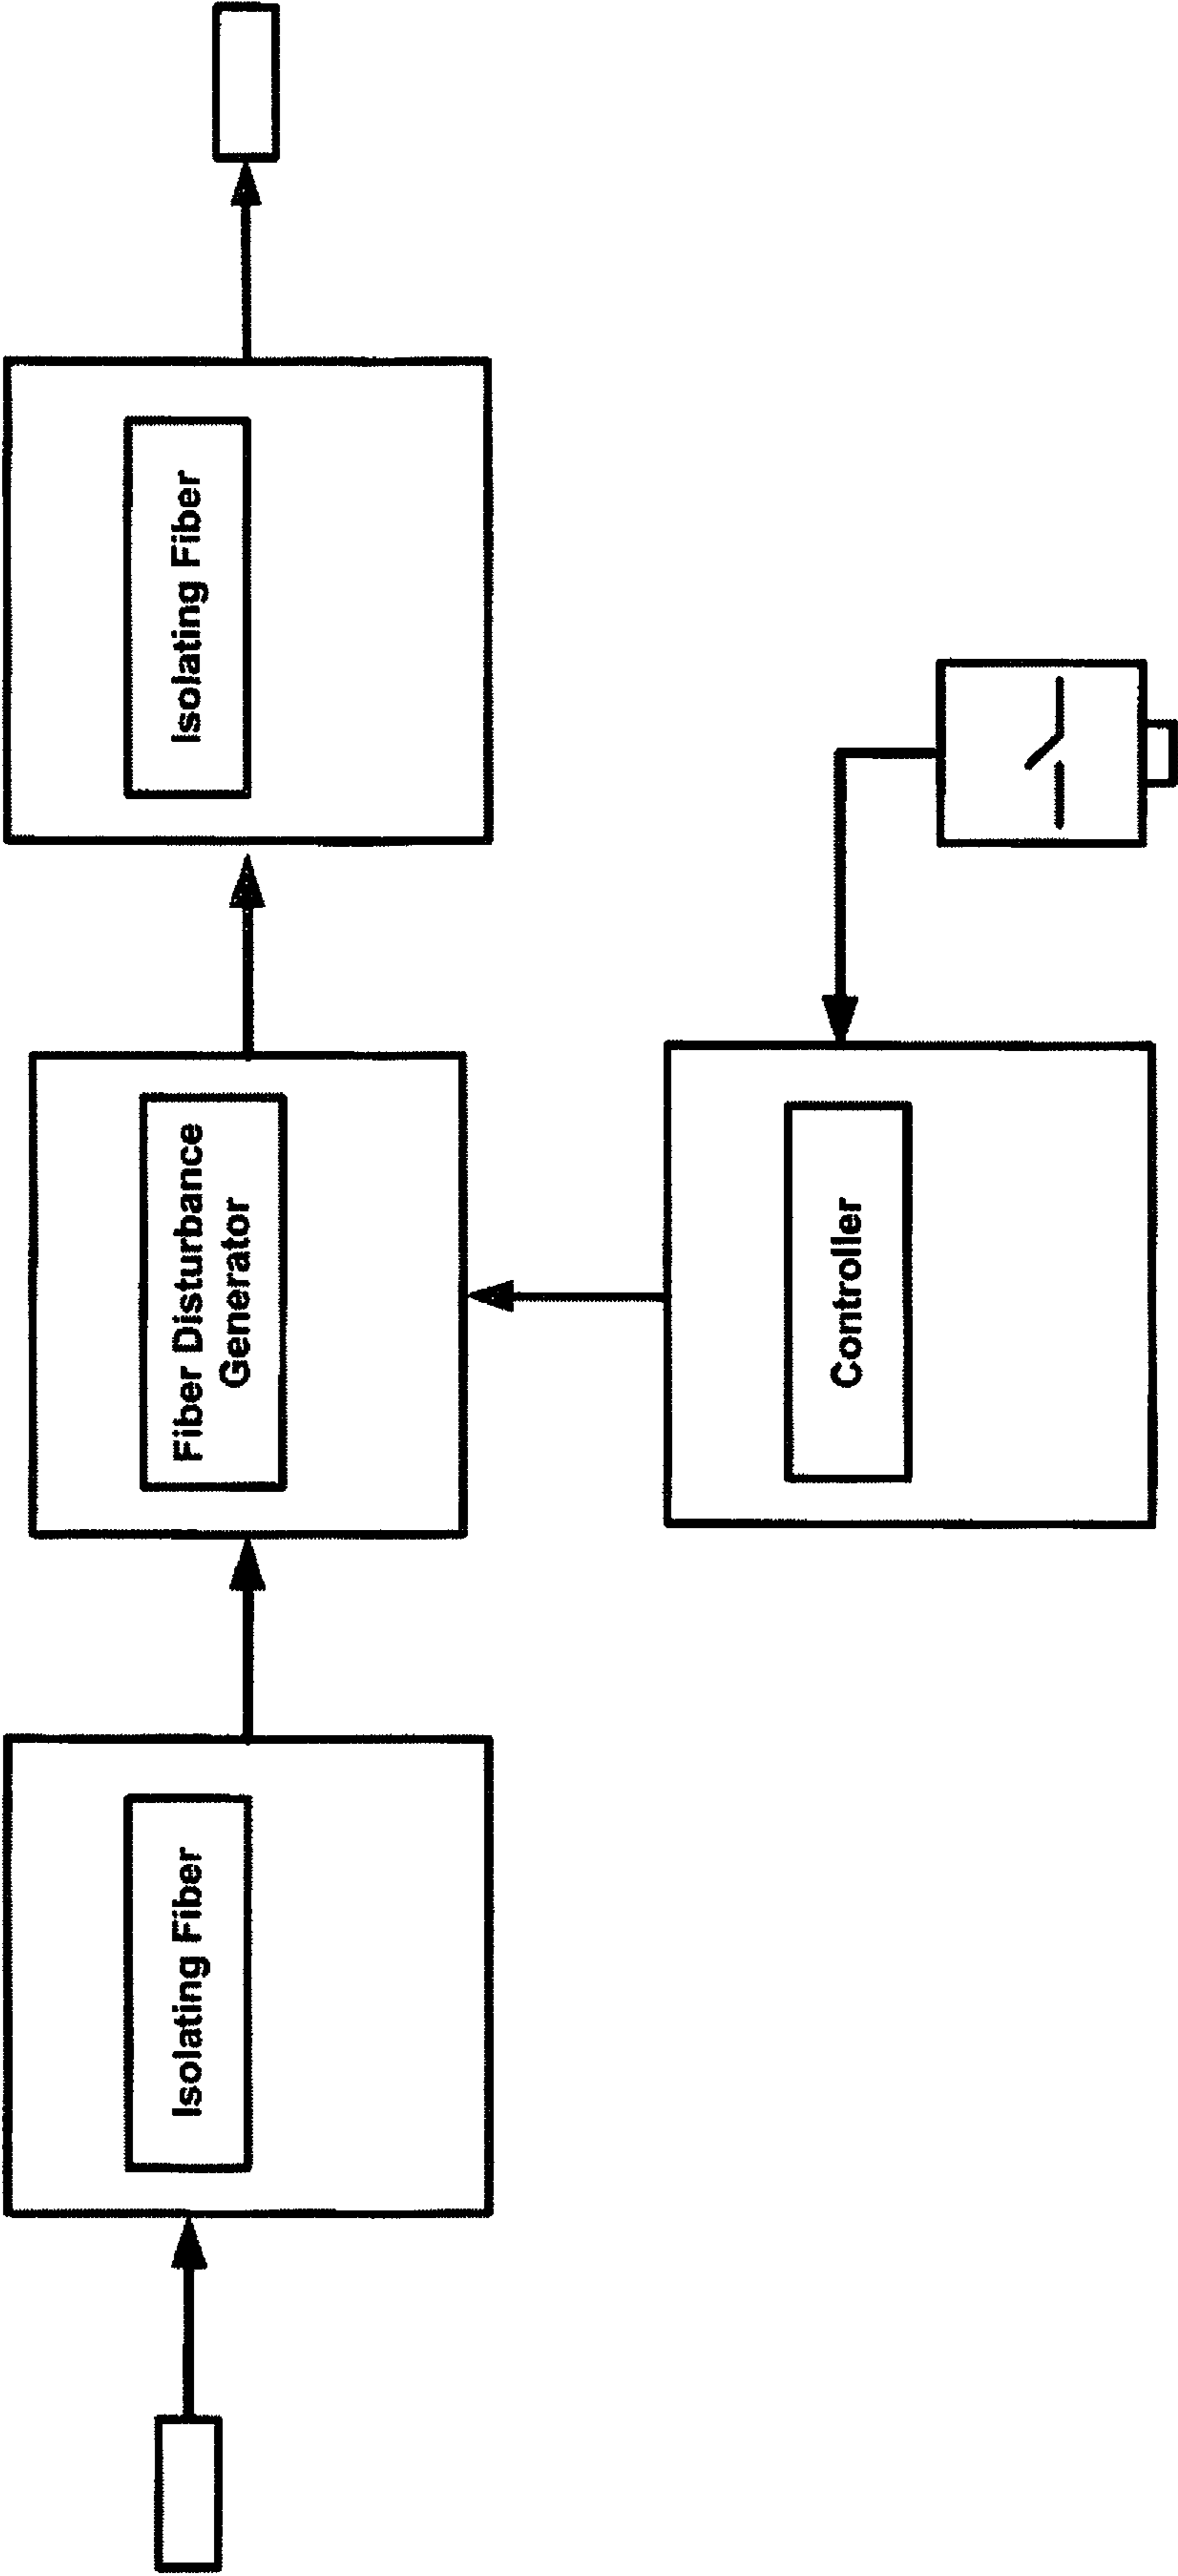 Isolating Fiber
Fiber Disturbance
Generator
Isolating Fiber
Controller